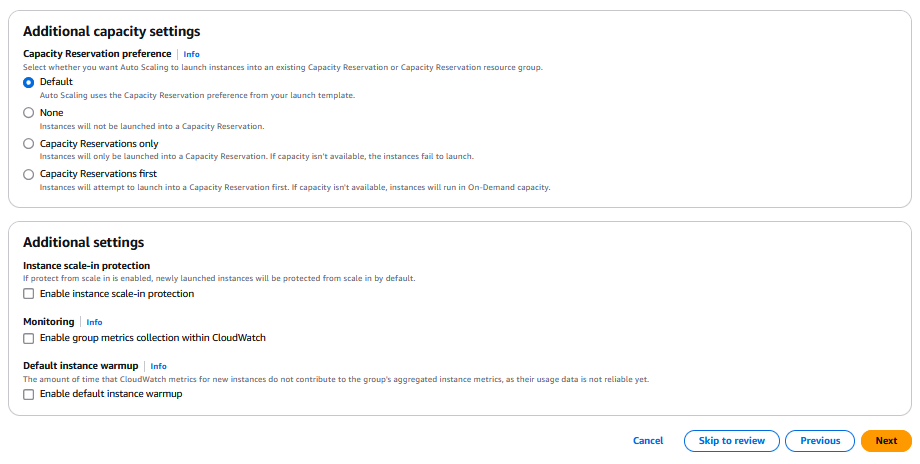 Additional capacity settings
Capacity Reservation preference | Info
Select whether you want Auto Scaling to launch instances into an existing Capacity Reservation or Capacity Reservation resource group.
Default
Auto Scaling uses the Capacity Reservation preference from your launch template.
None
Instances will not be launched into a Capacity Reservation.
Capacity Reservations only
Instances will only be launched into a Capacity Reservation. If capacity isn't available, the instances fail to launch.
Capacity Reservations first
Instances will attempt to launch into a Capacity Reservation first. If capacity isn't available, instances will run in On-Demand capacity.
Additional settings
Instance scale-in protection
If protect from scale in is enabled, newly launched instances will be protected from scale in by default.
Enable instance scale-in protection
Monitoring | Info
Enable group metrics collection within CloudWatch
Default instance warmup | Info
The amount of time that CloudWatch metrics for new instances do not contribute to the group's aggregated instance metrics, as their usage data is not reliable yet.
Enable default instance warmup
Cancel Skip to review Previous Next